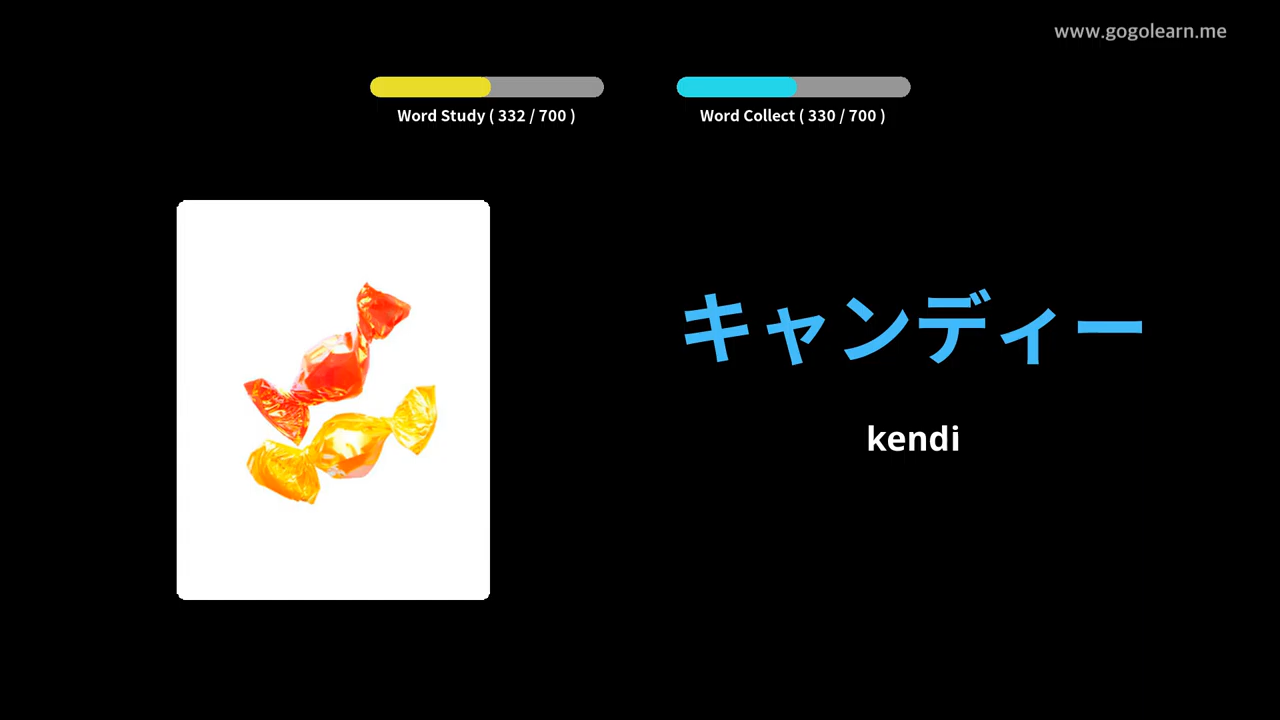 www.gogolearn.me
Word Study ( 332 / 700 )
Word Collect ( 330 / 700 )
キャンディー
kendi